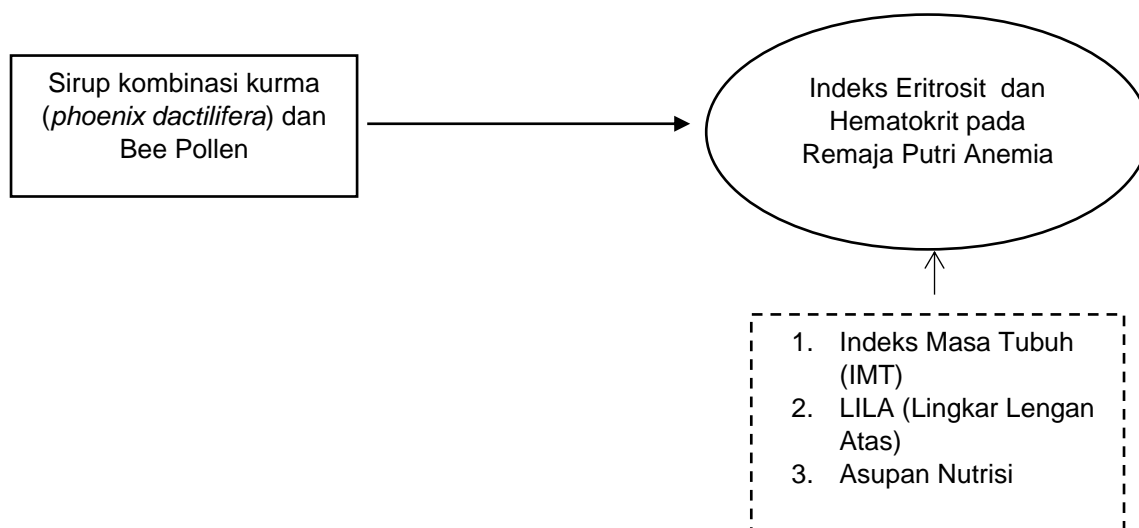 Sirup kombinasi kurma
(phoenix dactilifera) dan
Bee Pollen
Indeks Eritrosit dan
Hematokrit pada
Remaja Putri Anemia
1. Indeks Masa Tubuh
(IMT)
2. LILA (Lingkar Lengan
Atas)
3. Asupan Nutrisi